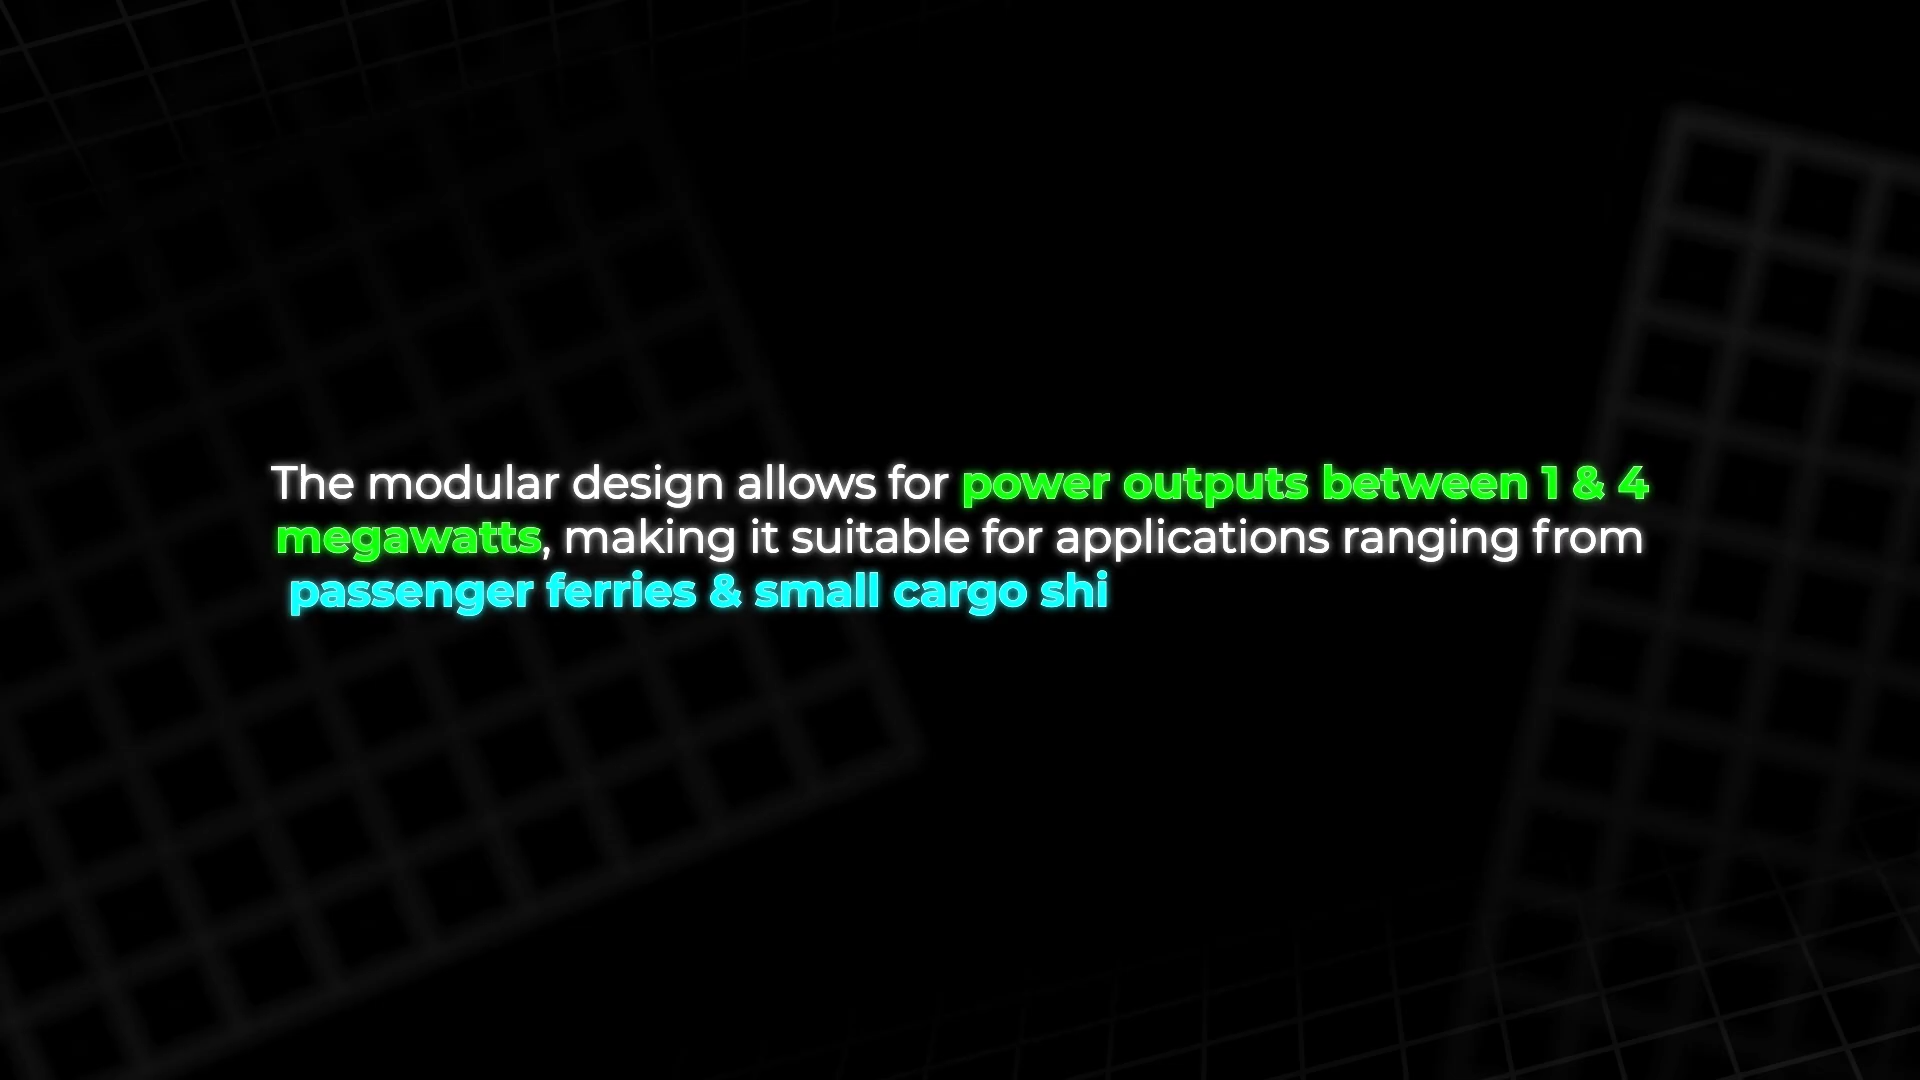 The modular design allows for power outputs between 1 & 4
megawatts, making it suitable for applications ranging from
passenger ferries & small cargo shi